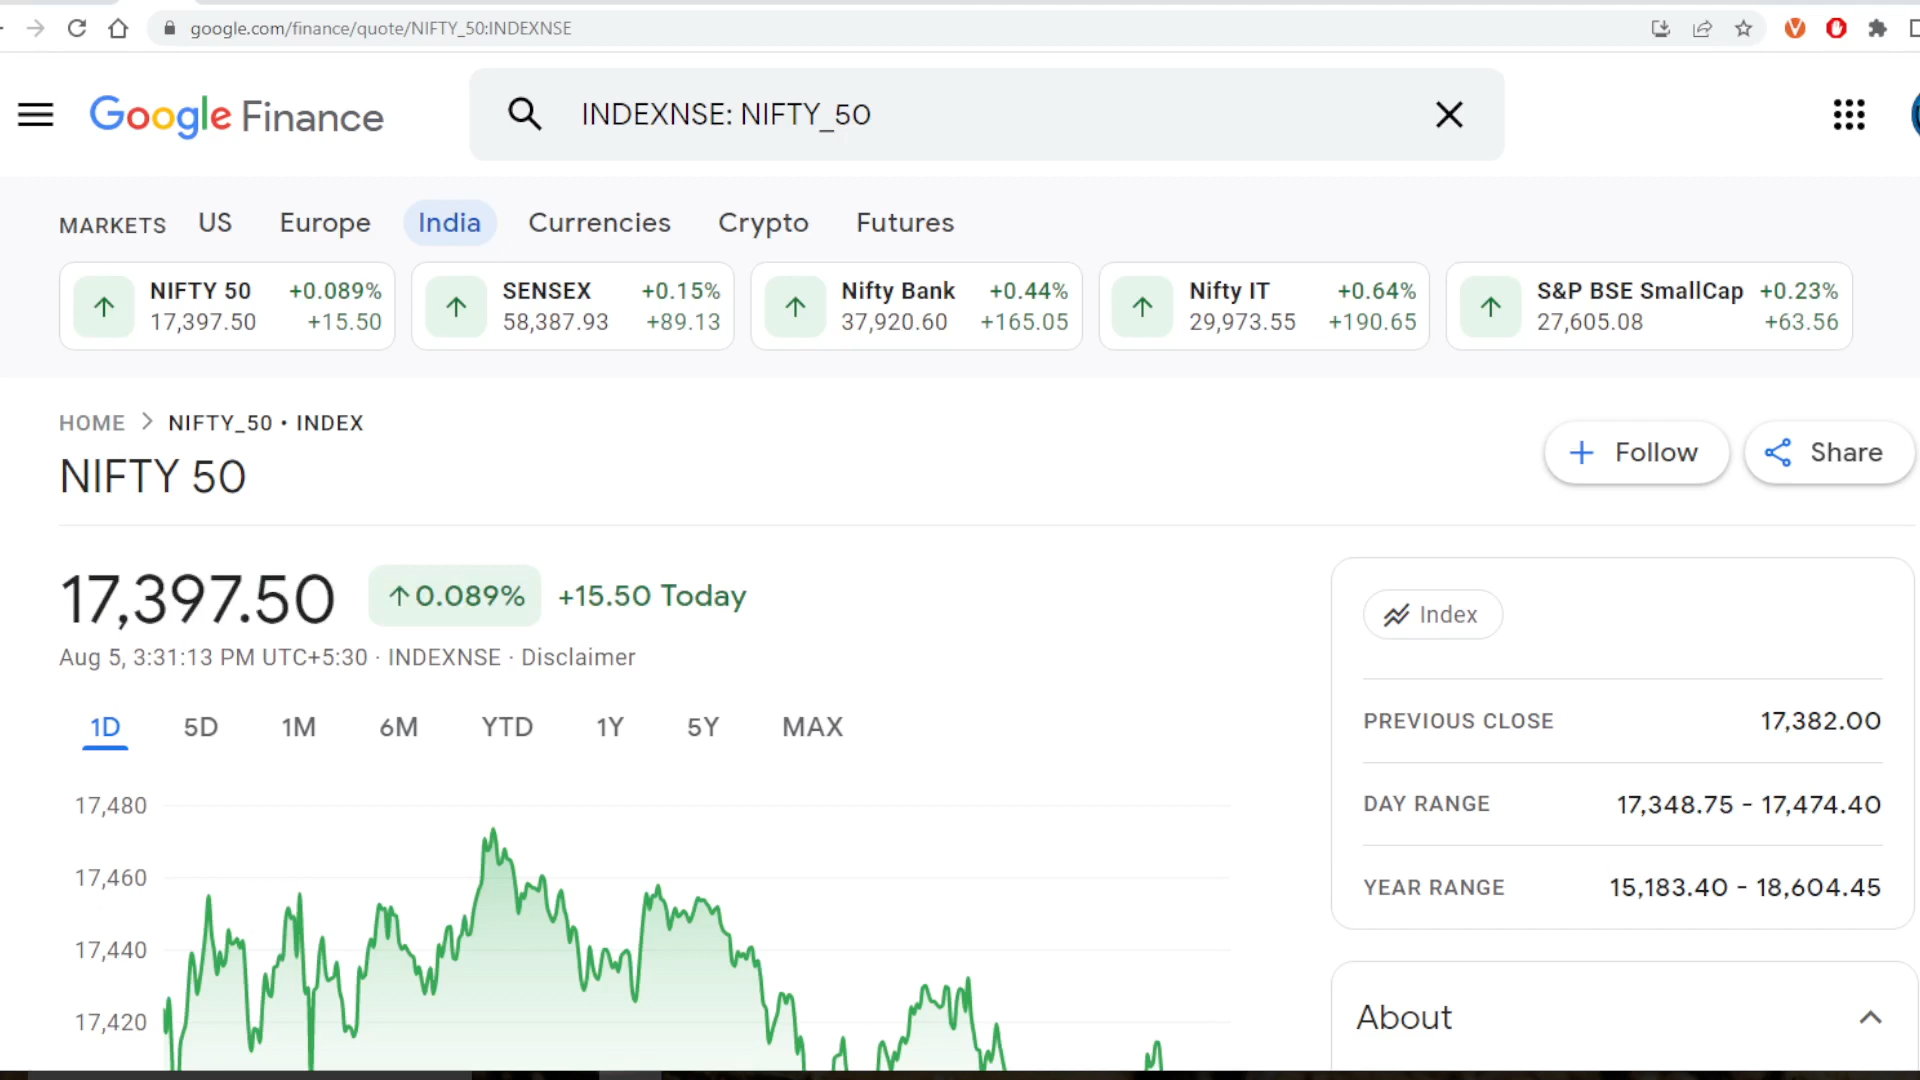 google.com/finance/quote/NIFTY_50:INDEXNSE
Google Finance
INDEXNSE: NIFTY_50
MARKETS US Europe India Currencies Crypto Futures
NIFTY 50 +0.089% SENSEX +0.15% Nifty Bank +0.44% Nifty IT +0.64% S&P BSE SmallCap +0.23%
17,397.50 +15.50 58,387.93 +89.13 37,920.60 +165.05 29,973.55 +190.65 27,605.08 +63.56
HOME > NIFTY_50 • INDEX
NIFTY 50
Follow Share
17,397.50 ↑0.089% +15.50 Today
Aug 5, 3:31:13 PM UTC+5:30 · INDEXNSE · Disclaimer
1D 5D 1M 6M YTD 1Y 5Y MAX
17,480
17,460
17,440
17,420
Index
PREVIOUS CLOSE 17,382.00
DAY RANGE 17,348.75 - 17,474.40
YEAR RANGE 15,183.40 - 18,604.45
About